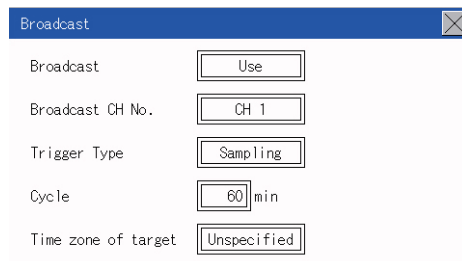 Broadcast
Broadcast Use
Broadcast CH No. CH 1
Trigger Type Sampling
Cycle 60 min
Time zone of target Unspecified